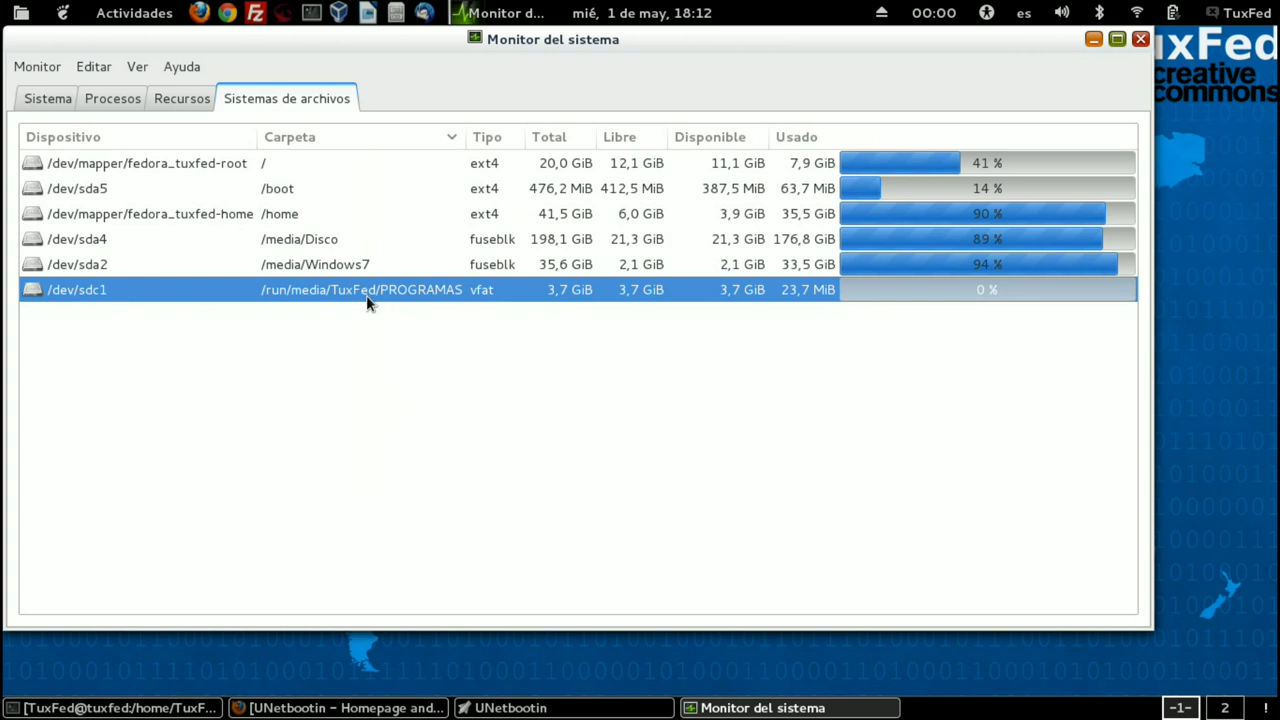 Actividades Monitor d... mié, 1 de may, 18:12 00:00 es TuxFed
Monitor del sistema
uxFed
creative
commons
Monitor Editar Ver Ayuda
Sistema Procesos Recursos Sistemas de archivos
Dispositivo Carpeta Tipo Total Libre Disponible Usado
/dev/mapper/fedora_tuxfed-root / ext4 20,0 GiB 12,1 GiB 11,1 GiB 7,9 GiB 41 %
/dev/sda5 /boot ext4 476,2 MiB 412,5 MiB 387,5 MiB 63,7 MiB 14 %
/dev/mapper/fedora_tuxfed-home /home ext4 41,5 GiB 6,0 GiB 3,9 GiB 35,5 GiB 90 %
/dev/sda4 /media/Disco fuseblk 198,1 GiB 21,3 GiB 21,3 GiB 176,8 GiB 89 %
/dev/sda2 /media/Windows7 fuseblk 35,6 GiB 2,1 GiB 2,1 GiB 33,5 GiB 94 %
/dev/sdc1 /run/media/TuxFed/PROGRAMAS vfat 3,7 GiB 3,7 GiB 3,7 GiB 23,7 MiB 0 %
[TuxFed@tuxfed:/home/TuxF... [UNetbootin – Homepage and... UNetbootin Monitor del sistema -1- 2 !